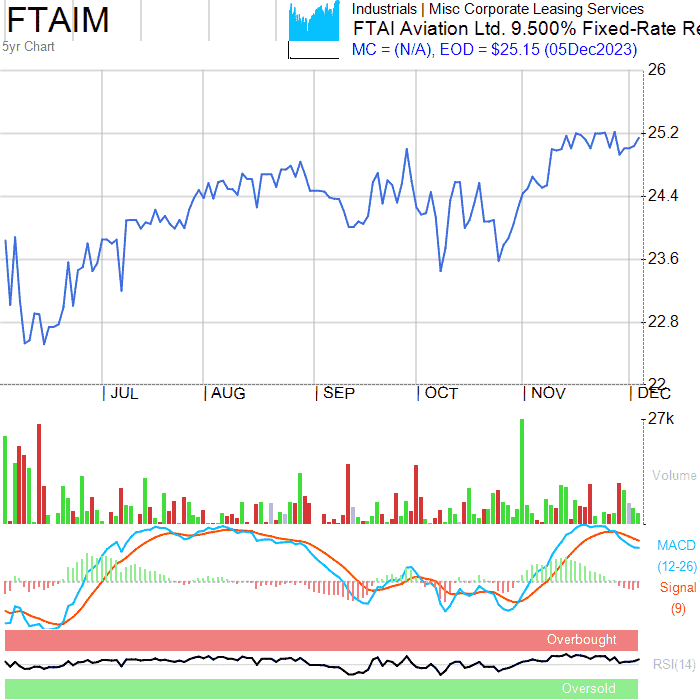 FTAIM
5yr Chart
Industrials | Misc Corporate Leasing Services
FTAI Aviation Ltd. 9.500% Fixed-Rate Re
MC = (N/A), EOD = $25.15 (05Dec2023)
26
25.2
24.4
23.6
22.8
22
| JUL | AUG | SEP | OCT | NOV | DEC
27k
Volume
MACD
(12-26)
Signal
(9)
Overbought
RSI(14)
Oversold